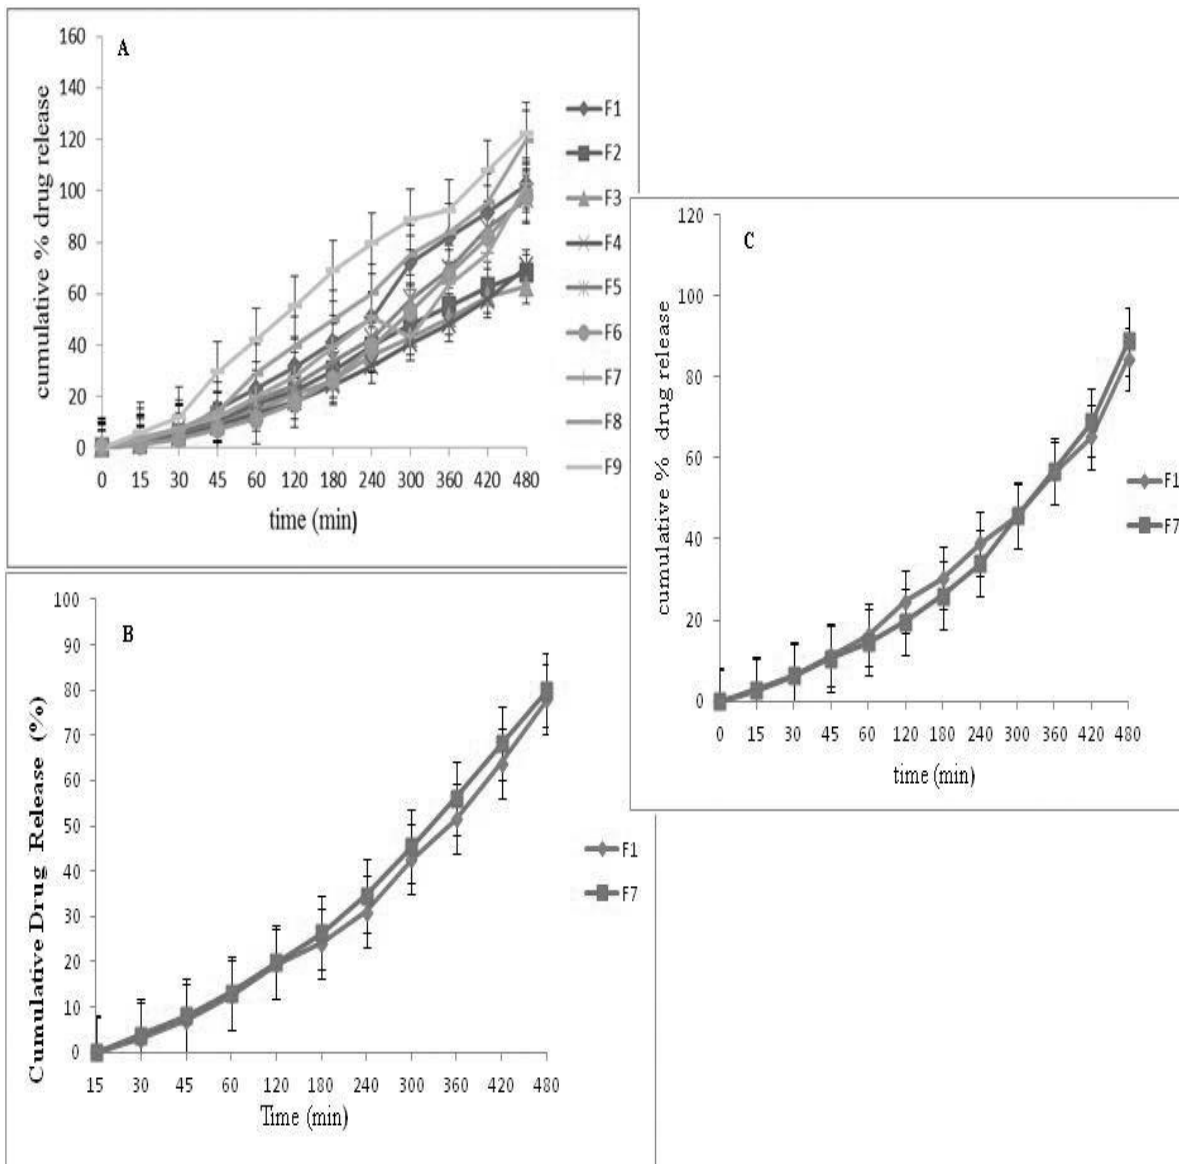 A
cumulative % drug release
160
140
120
100
80
60
40
20
0
0 15 30 45 60 120 180 240 300 360 420 480
time (min)
F1
F2
F3
F4
F5
F6
F7
F8
F9
B
Cumulative Drug Release (%)
100
90
80
70
60
50
40
30
20
10
0
15 30 45 60 120 180 240 300 360 420 480
Time (min)
F1
F7
C
cumulative % drug release
120
100
80
60
40
20
0
0 15 30 45 60 120 180 240 300 360 420 480
time (min)
F1
F7